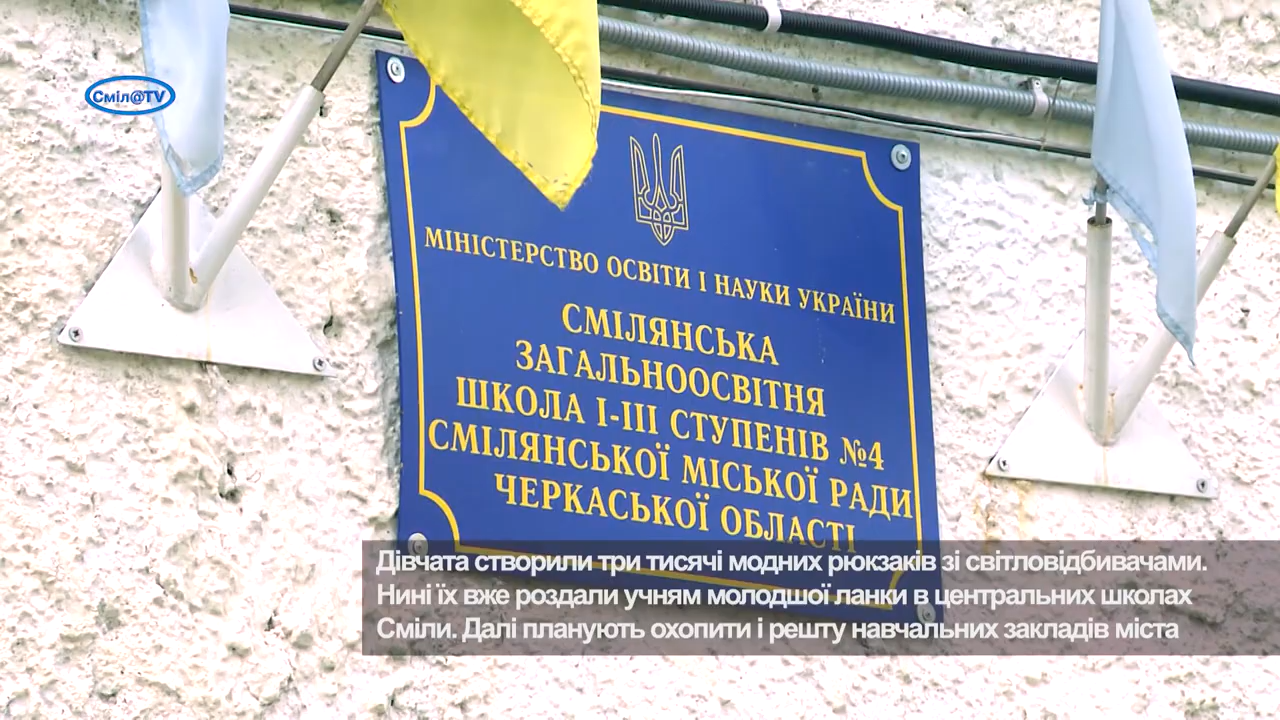 Сміл@TV
МІНІСТЕРСТВО ОСВІТИ І НАУКИ УКРАЇНИ
СМІЛЯНСЬКА
ЗАГАЛЬНООСВІТНЯ
ШКОЛА І-ІІІ СТУПЕНІВ №4
СМІЛЯНСЬКОЇ МІСЬКОЇ РАДИ
ЧЕРКАСЬКОЇ ОБЛАСТІ
Дівчата створили три тисячі модних рюкзаків зі світловідбивачами.
Нині їх вже роздали учням молодшої ланки в центральних школах
Сміли. Далі планують охопити і решту навчальних закладів міста